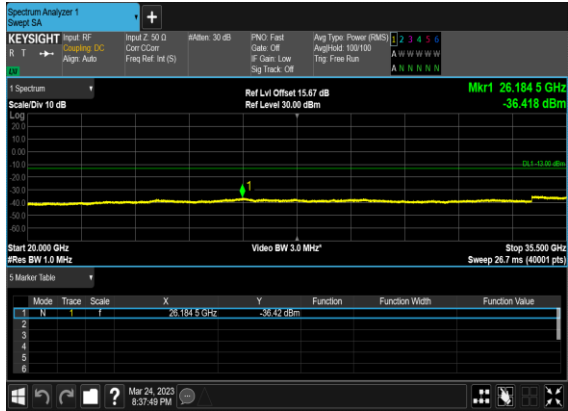 Spectrum Analyzer 1
Swept SA
+
KEYSIGHT Input: RF Input Z: 50 Ω #Atten: 30 dB PNO: Fast Avg Type: Power (RMS) 1 2 3 4 5 6
R T Coupling: DC Corr CCorr Gate: Off Avg|Hold: 100/100 A W W W W W
Align: Auto Freq Ref: Int (S) IF Gain: Low Trig: Free Run
LU Sig Track: Off A N N N N N
1 Spectrum Ref Lvl Offset 15.67 dB Mkr1 26.184 5 GHz
Scale/Div 10 dB Ref Level 30.00 dBm -36.418 dBm
Log
20.0
10.0
0.00
-10.0 DL1 -13.00 dBm
-20.0
-30.0 1
-40.0
-50.0
-60.0
Start 20.000 GHz Video BW 3.0 MHz* Stop 35.500 GHz
#Res BW 1.0 MHz Sweep 26.7 ms (40001 pts)
5 Marker Table
Mode Trace Scale X Y Function Function Width Function Value
1 N 1 f 26.184 5 GHz -36.42 dBm
2
3
4
5
6
? Mar 24, 2023
8:37:49 PM